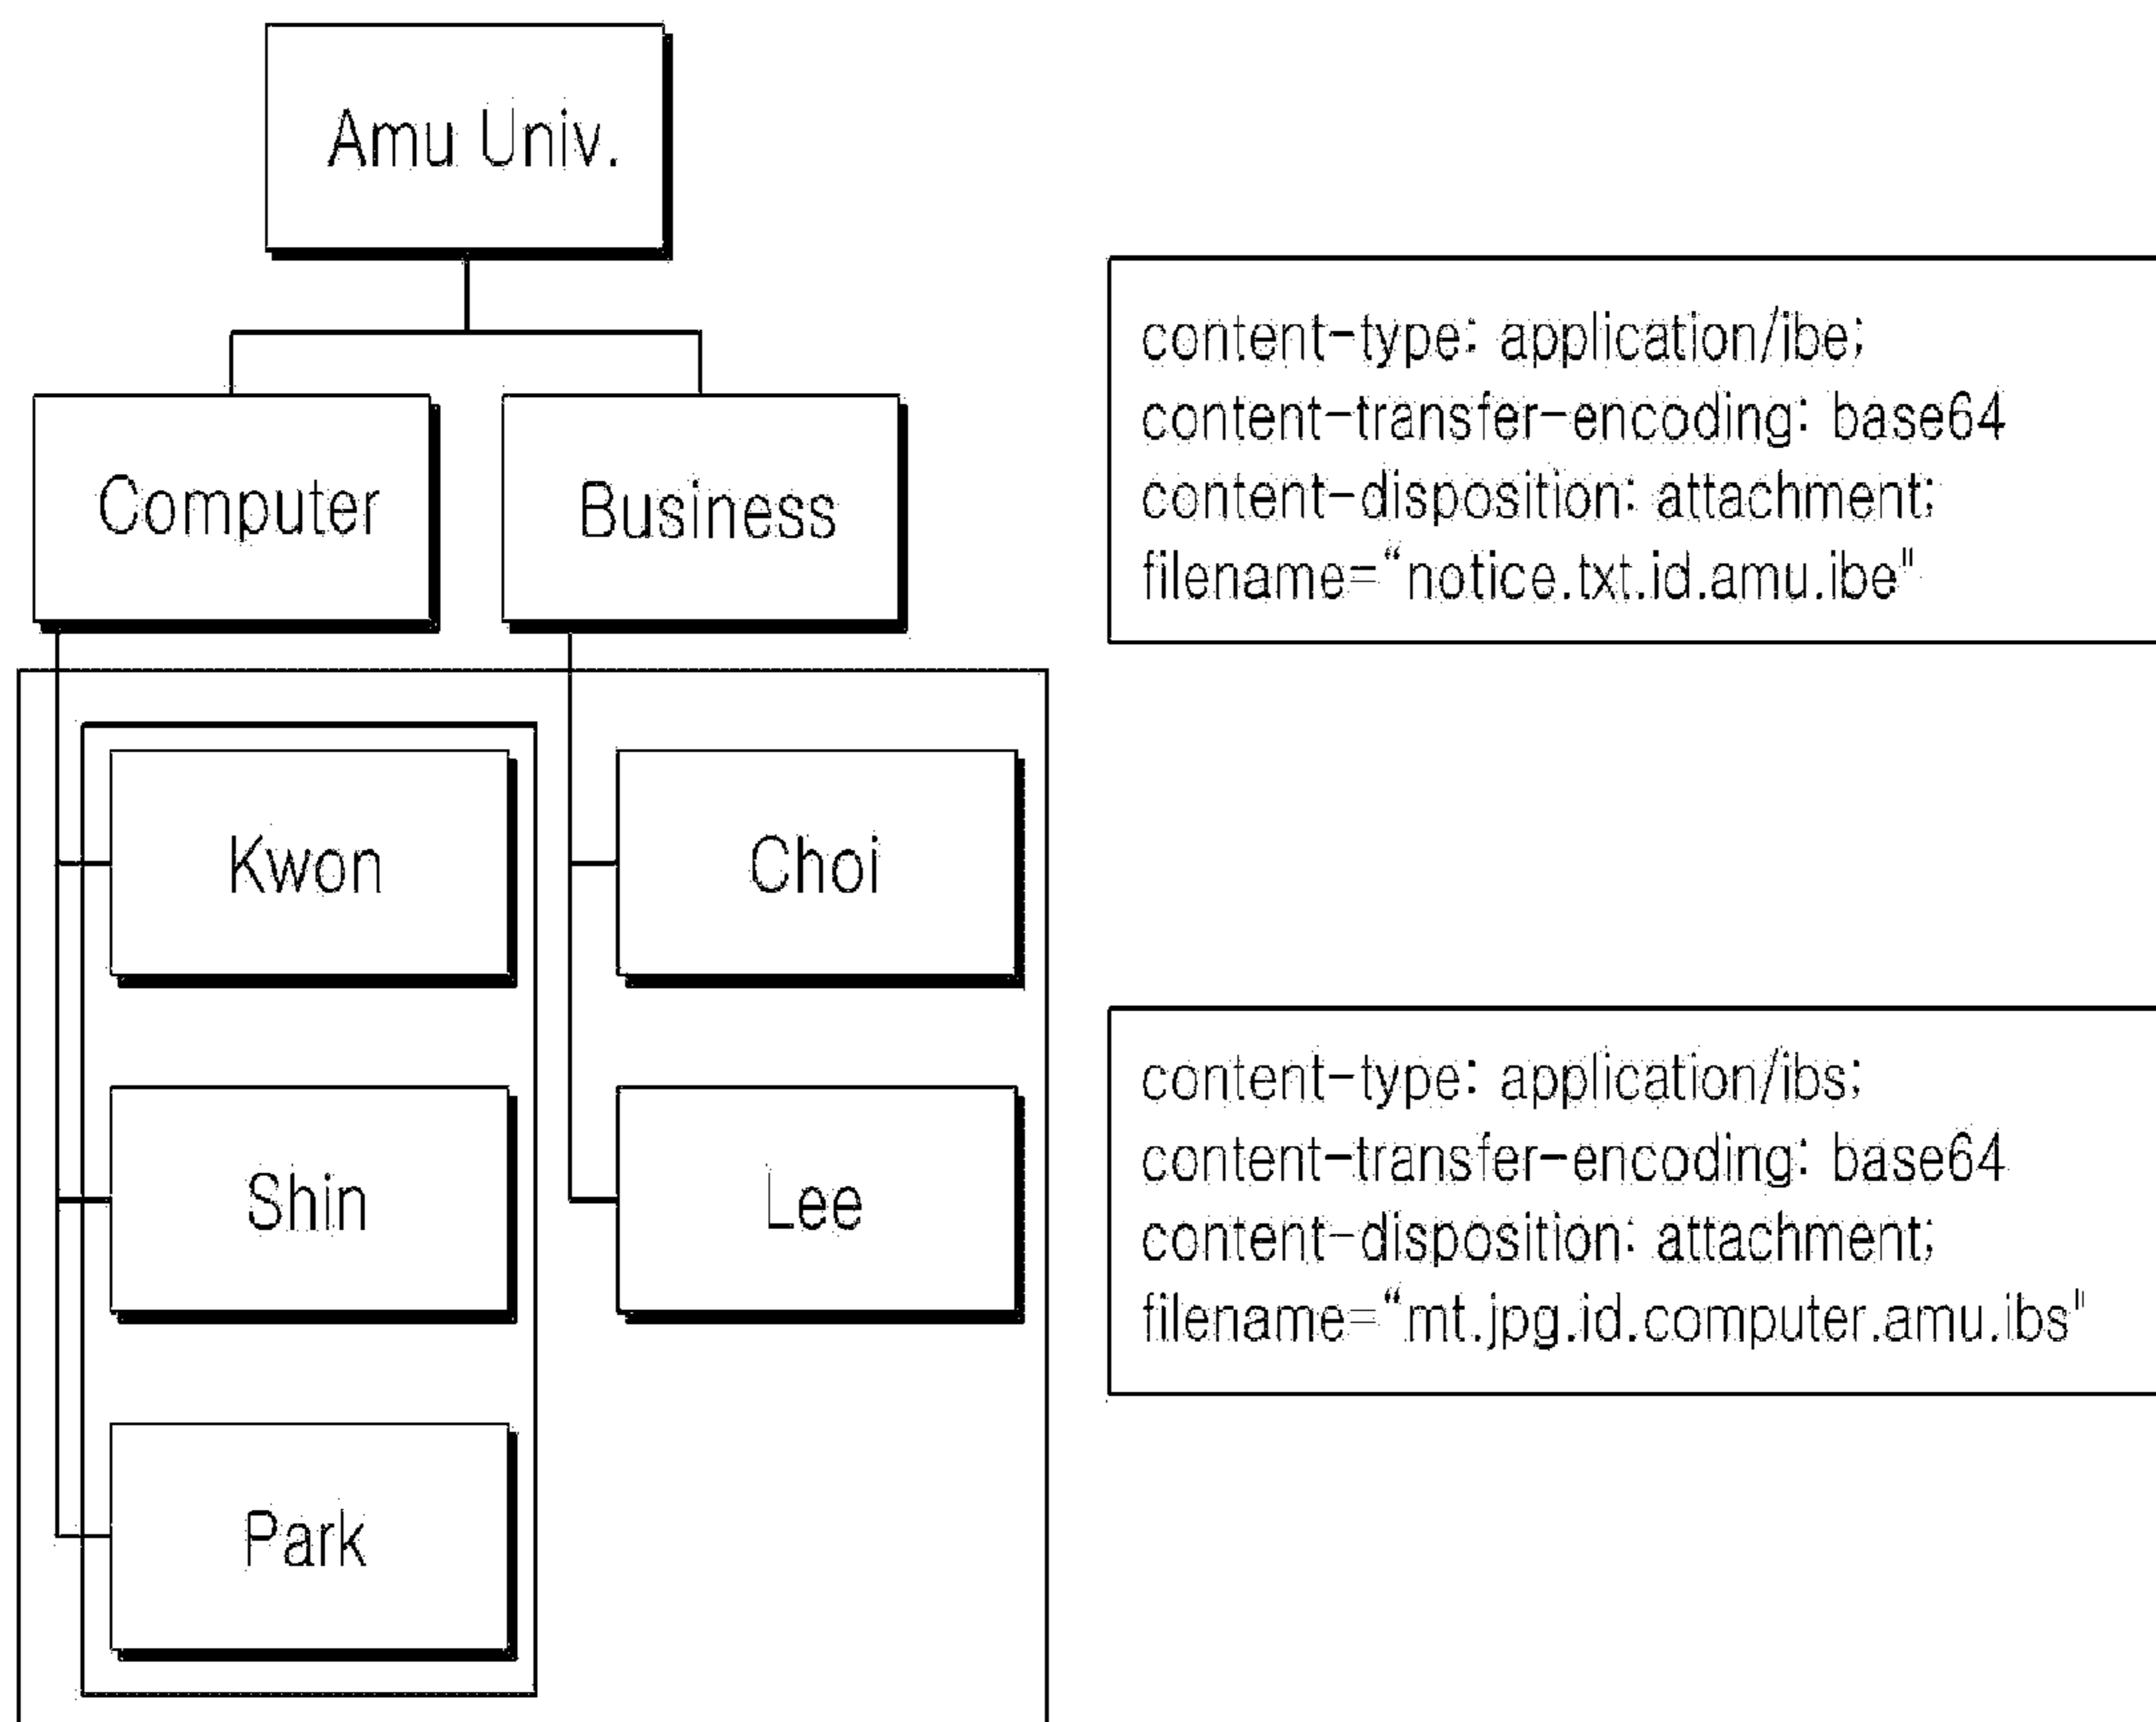 Amu Univ.
Computer
Business
Kwon
Shin
Park
Choi
Lee
content-type: application/ibe;
content-transfer-encoding: base64
content-disposition: attachment;
filename=“notice.txt.id.amu.ibe"
content-type: application/ibs;
content-transfer-encoding: base64
content-disposition: attachment;
filename=“mt.jpg.id.computer.amu.ibs"